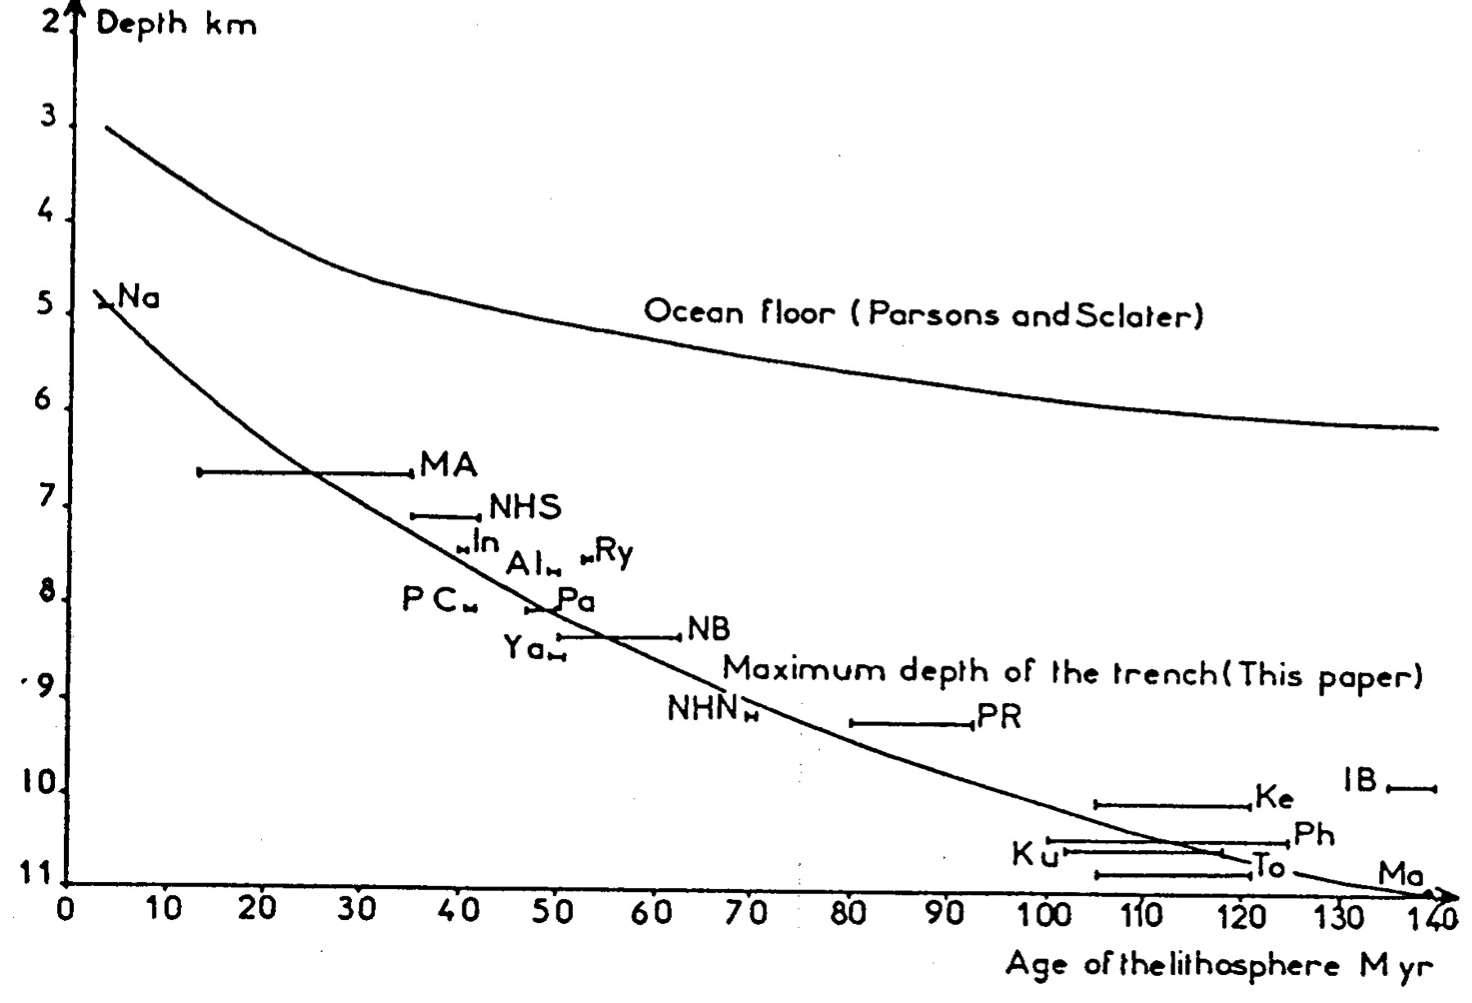 2 Depth km
3
4
Na
5
Ocean floor (Parsons and Sclater)
6
MA
7
NHS
In
Al
Ry
8
PC
Pa
NB
Ya
Maximum depth of the trench (This paper)
9
NHN
PR
10
IB
Ke
Ph
Ku
To
Ma
11
0 10 20 30 40 50 60 70 80 90 100 110 120 130 140
Age of the lithosphere M yr